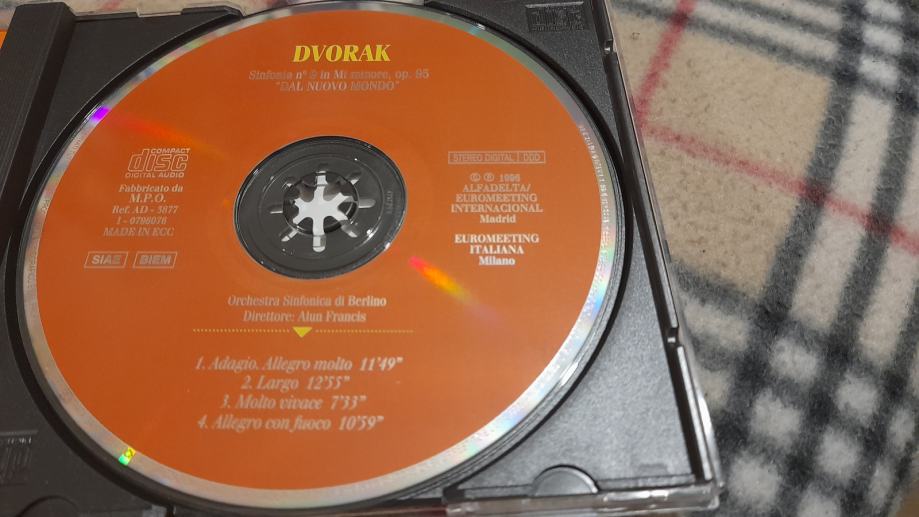 DVORAK
Sinfonia n° 9 in Mi minore, op. 95
"DAL NUOVO MONDO"
COMPACT
disc
DIGITAL AUDIO
Fabbricato da
M.P.O.
Ref. AD - 3877
I - 0796076
MADE IN ECC
SIAE BIEM
STEREO DIGITAL DDD
© ℗ 1996
ALFADELTA/
EUROMEETING
INTERNACIONAL
Madrid
EUROMEETING
ITALIANA
Milano
Orchestra Sinfonica di Berlino
Direttore: Alun Francis
1. Adagio. Allegro molto 11'49"
2. Largo 12'55"
3. Molto vivace 7'33"
4. Allegro con fuoco 10'59"